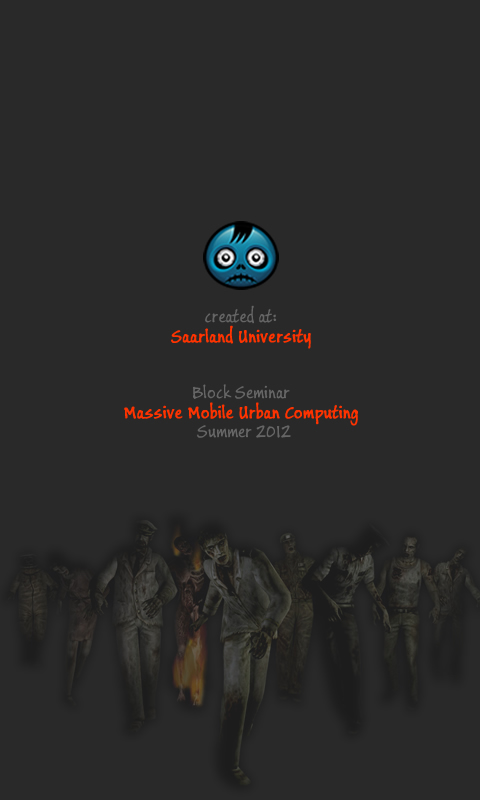 created at:
Saarland University
Block Seminar
Massive Mobile Urban Computing
Summer 2012